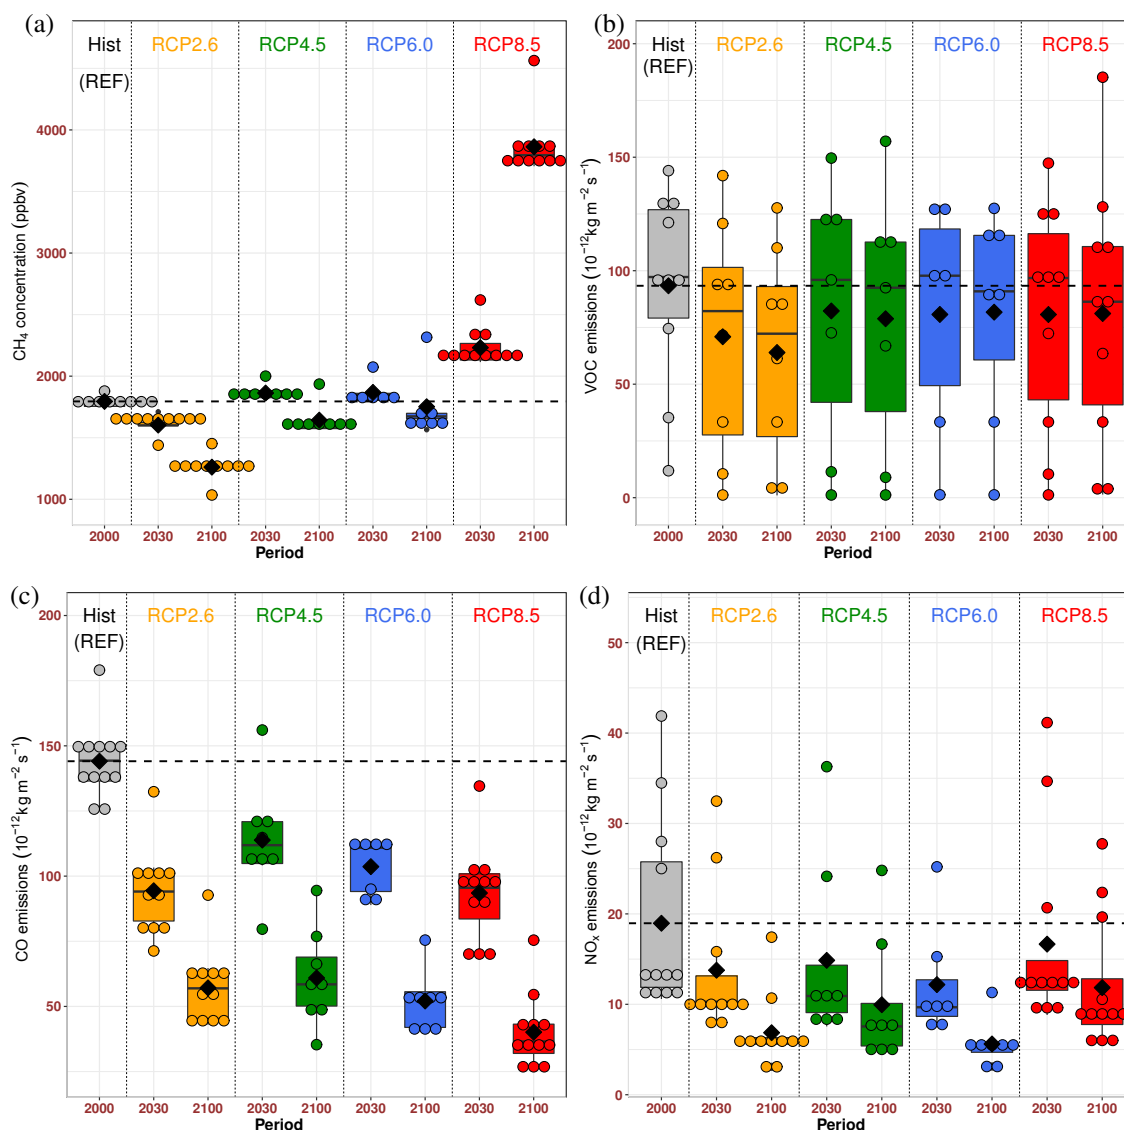 (a)
Hist
(REF)
RCP2.6
RCP4.5
RCP6.0
RCP8.5
CH₄ concentration (ppbv)
4000
3000
2000
1000
2000 2030 2100 2030 2100 2030 2100 2030 2100
Period
(b)
Hist
(REF)
RCP2.6
RCP4.5
RCP6.0
RCP8.5
VOC emissions (10⁻¹²kg m⁻² s⁻¹)
200
150
100
50
0
2000 2030 2100 2030 2100 2030 2100 2030 2100
Period
(c)
Hist
(REF)
RCP2.6
RCP4.5
RCP6.0
RCP8.5
CO emissions (10⁻¹²kg m⁻² s⁻¹)
200
150
100
50
2000 2030 2100 2030 2100 2030 2100 2030 2100
Period
(d)
Hist
(REF)
RCP2.6
RCP4.5
RCP6.0
RCP8.5
NOₓ emissions (10⁻¹²kg m⁻² s⁻¹)
50
40
30
20
10
0
2000 2030 2100 2030 2100 2030 2100 2030 2100
Period